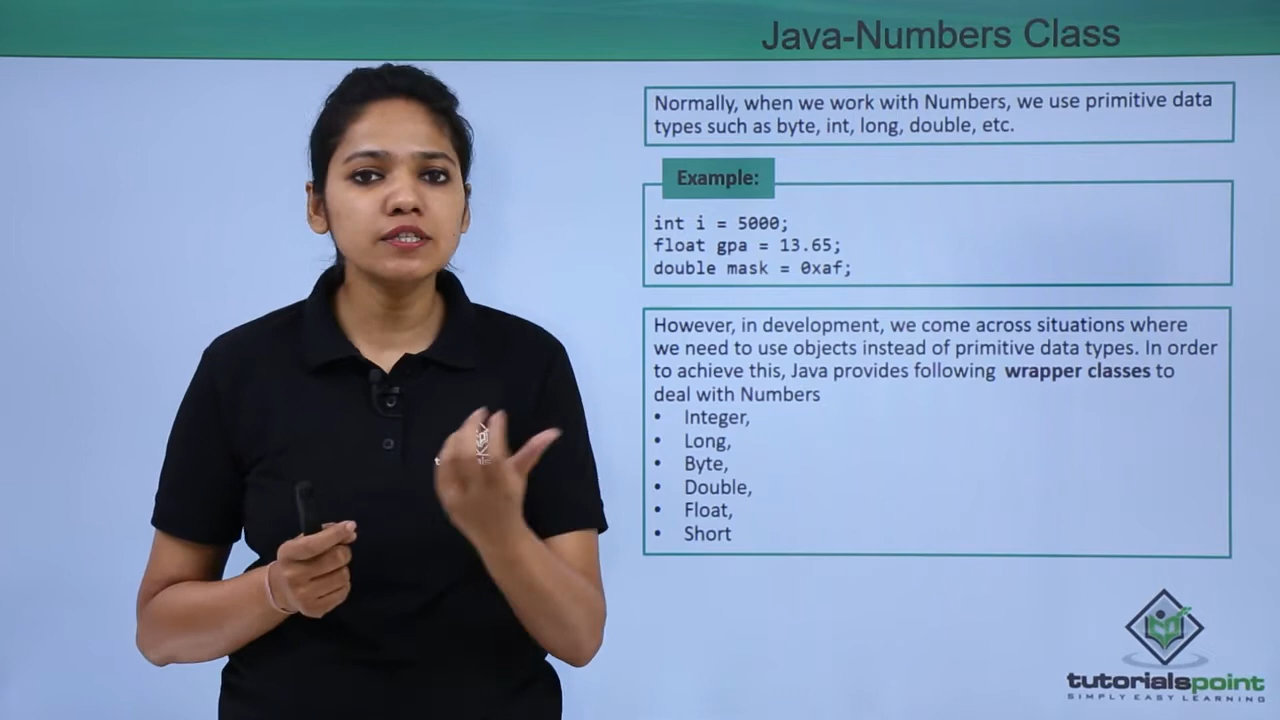 Java-Numbers Class
Normally, when we work with Numbers, we use primitive data
types such as byte, int, long, double, etc.
Example:
int i = 5000;
float gpa = 13.65;
double mask = 0xaf;
However, in development, we come across situations where
we need to use objects instead of primitive data types. In order
to achieve this, Java provides following wrapper classes to
deal with Numbers
• Integer,
• Long,
• Byte,
• Double,
• Float,
• Short
tutorialspoint
SIMPLY EASY LEARNING